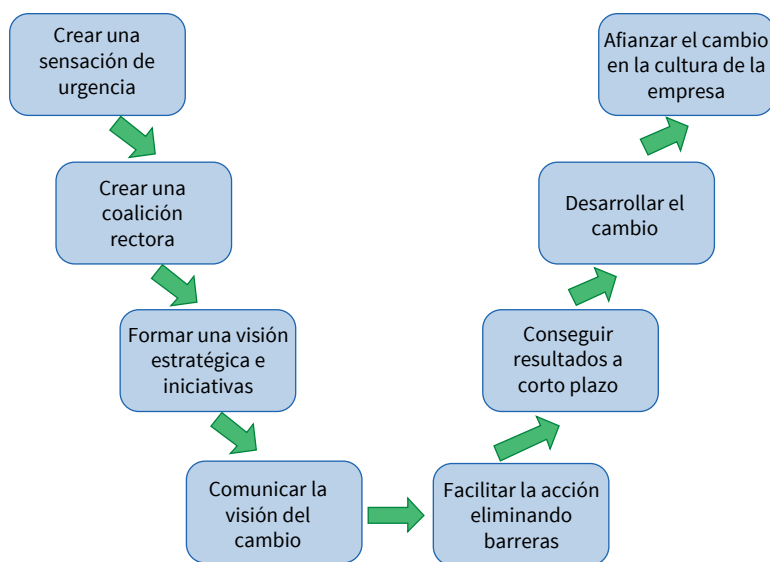 Crear una
sensación de
urgencia
Crear una
coalición
rectora
Formar una visión
estratégica e
iniciativas
Comunicar la
visión del
cambio
Facilitar la acción
eliminando
barreras
Conseguir
resultados a
corto plazo
Desarrollar el
cambio
Afianzar el cambio
en la cultura de la
empresa